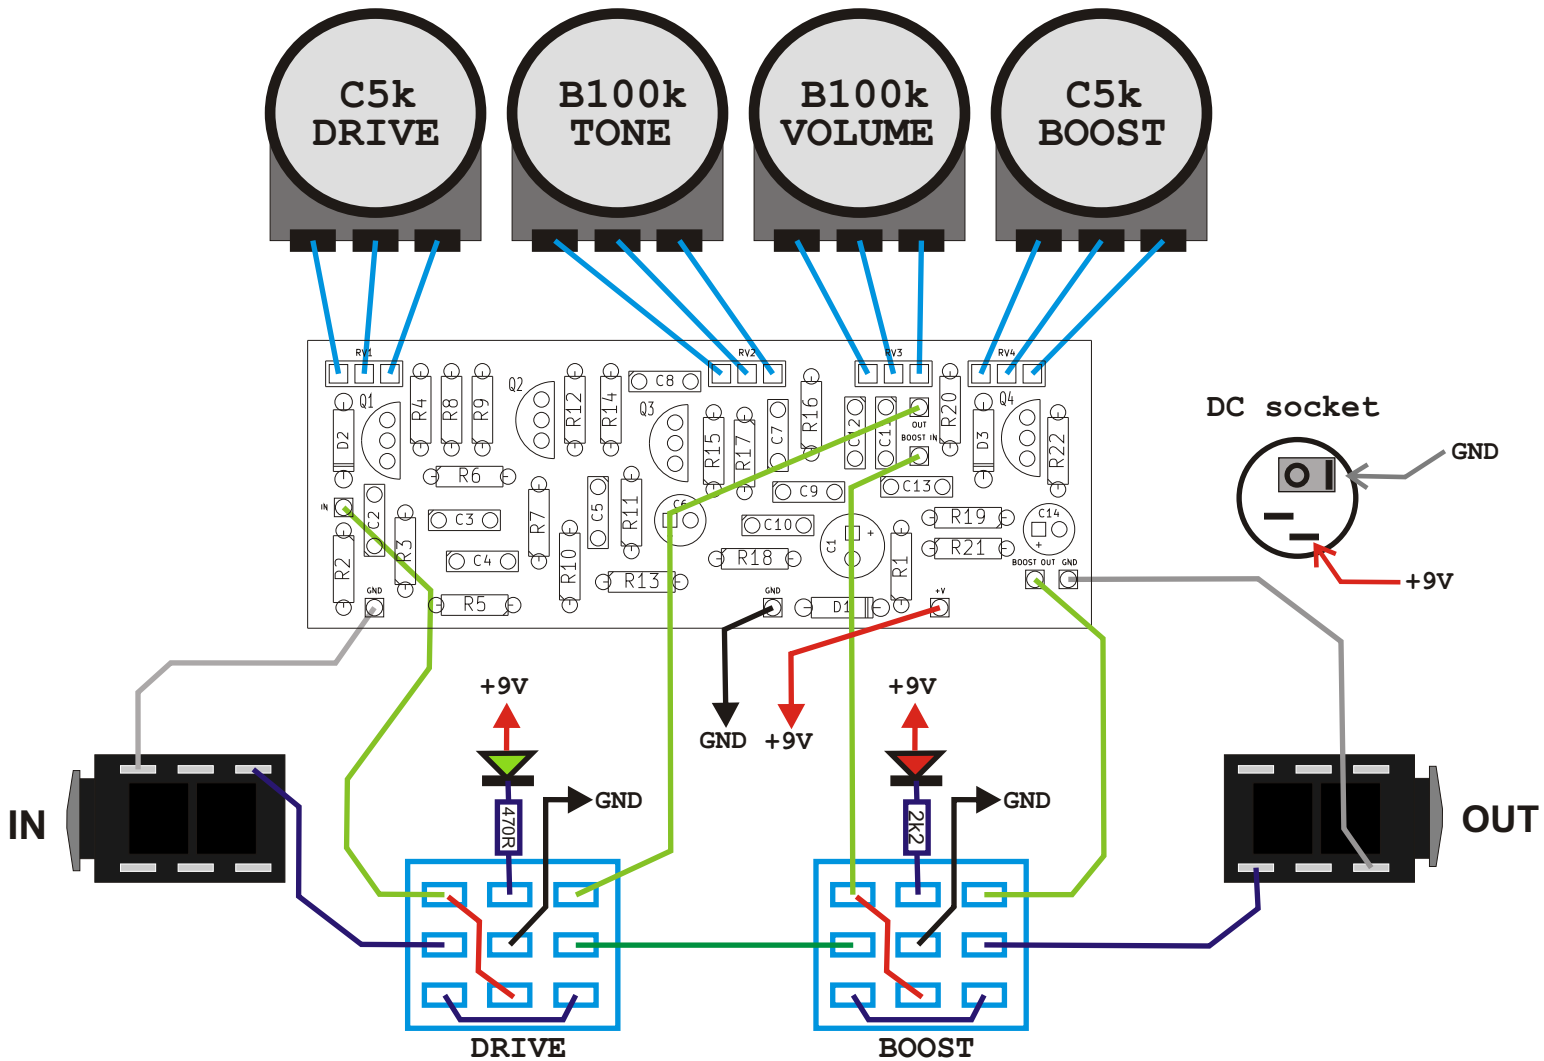 C5k
DRIVE
B100k
TONE
B100k
VOLUME
C5k
BOOST
RV1
RV2
RV3
RV4
Q1
D2
R4
R8
R9
Q2
R12
R14
C8
Q3
R15
R17
C7
R16
C12
OUT
BOOST IN
R20
D3
Q4
R22
DC socket
GND
+9V
R6
IN
C2
R2
R3
C3
C4
R5
R7
C5
R10
R11
R13
C6
C9
C10
R18
C1
+
R1
C13
R19
R21
C14
+
BOOST OUT
GND
GND
GND
D1
+V
+9V
GND
+9V
+9V
470R
GND
2k2
GND
IN
OUT
DRIVE
BOOST